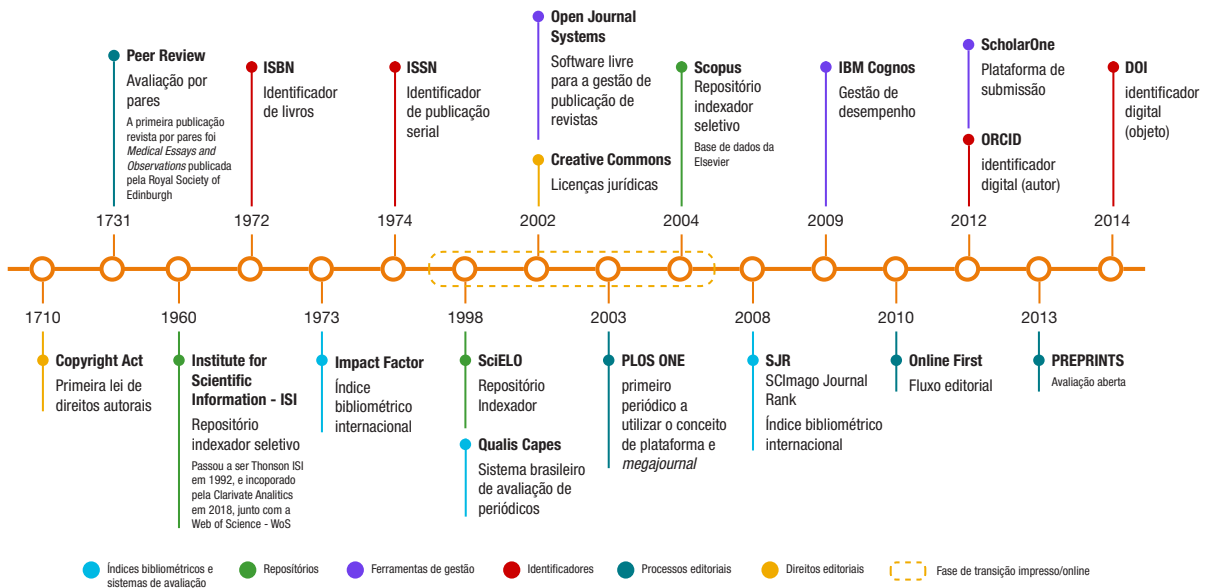 Peer Review
Avaliação por
pares
A primeira publicação
revista por pares foi
Medical Essays and
Observations publicada
pela Royal Society of
Edinburgh
1731
ISBN
Identificador
de livros
1972
ISSN
Identificador
de publicação
serial
1974
Open Journal
Systems
Software livre
para a gestão de
publicação de
revistas
Creative Commons
Licenças jurídicas
2002
Scopus
Repositório
indexador
seletivo
Base de dados da
Elsevier
2004
IBM Cognos
Gestão de
desempenho
2009
ScholarOne
Plataforma de
submissão
ORCID
identificador
digital (autor)
2012
DOI
identificador
digital
(objeto)
2014
1710
Copyright Act
Primeira lei de
direitos autorais
1960
Institute for
Scientific
Information - ISI
Repositório
indexador seletivo
Passou a ser Thonson ISI
em 1992, e incoporado
pela Clarivate Analitics
em 2018, junto com a
Web of Science - WoS
1973
Impact Factor
Índice
bibliométrico
internacional
1998
SciELO
Repositório
Indexador
Qualis Capes
Sistema brasileiro
de avaliação de
periódicos
2003
PLOS ONE
primeiro
periódico a
utilizar o conceito
de plataforma e
megajournal
2008
SJR
SCImago Journal
Rank
Índice bibliométrico
internacional
2010
Online First
Fluxo editorial
2013
PREPRINTS
Avaliação aberta
Índices bibliométricos e
sistemas de avaliação
Repositórios
Ferramentas de gestão
Identificadores
Processos editoriais
Direitos editoriais
Fase de transição impresso/online